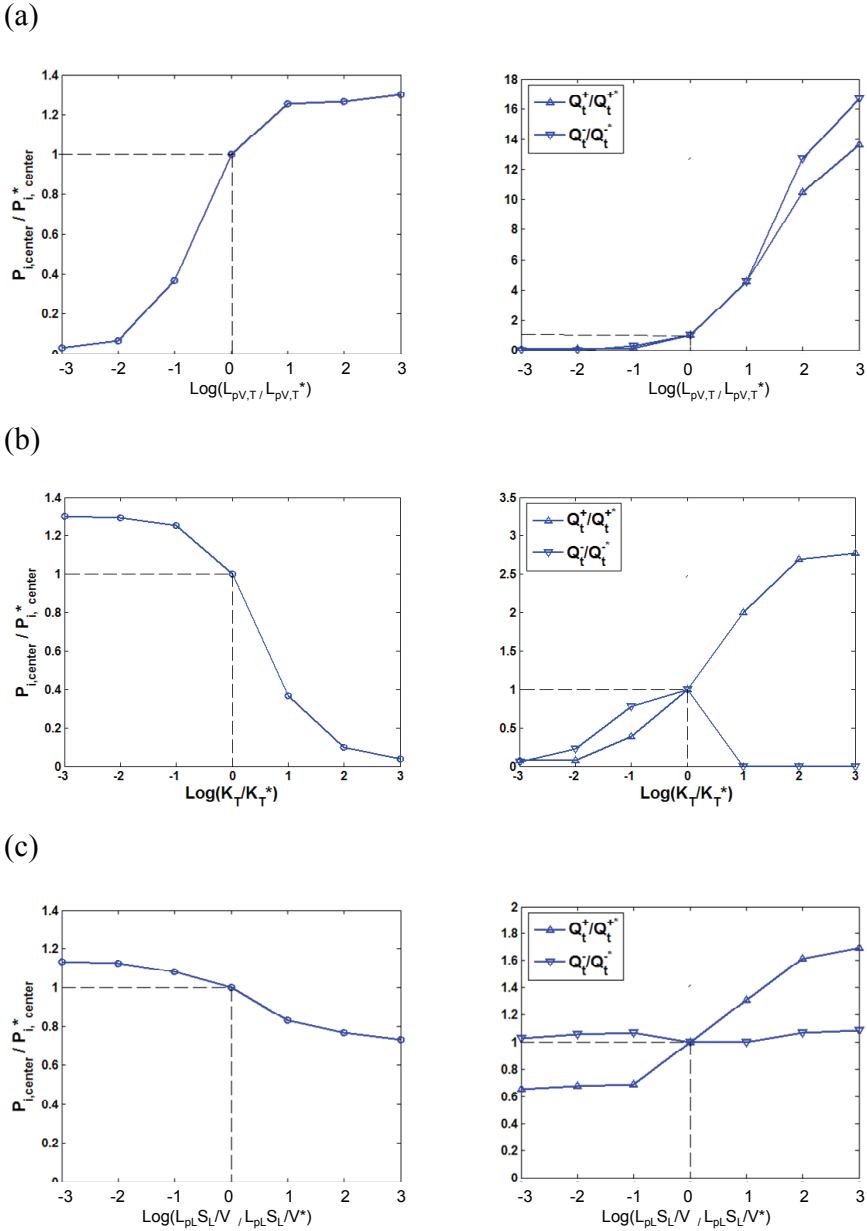 (a)
1.4
1.2
1
0.8
0.6
0.4
0.2
0
-3 -2 -1 0 1 2 3
P_i,center / P_i,*center
Log(L_pV,T / L_pV,T*)
18
16
14
12
10
8
6
4
2
0
-3 -2 -1 0 1 2 3
Q_t^+/Q_t^+*
Q_t^-/Q_t^-*
Log(L_pV,T / L_pV,T*)
(b)
1.4
1.2
1
0.8
0.6
0.4
0.2
0
-3 -2 -1 0 1 2 3
P_i,center / P_i,*center
Log(K_T/K_T*)
3.5
3
2.5
2
1.5
1
0.5
0
-3 -2 -1 0 1 2 3
Q_t^+/Q_t^+*
Q_t^-/Q_t^-*
Log(K_T/K_T*)
(c)
1.4
1.2
1
0.8
0.6
0.4
0.2
0
-3 -2 -1 0 1 2 3
P_i,center / P_i,*center
Log(L_pL S_L/V / L_pL S_L/V*)
2
1.8
1.6
1.4
1.2
1
0.8
0.6
0.4
0.2
0
-3 -2 -1 0 1 2 3
Q_t^+/Q_t^+*
Q_t^-/Q_t^-*
Log(L_pL S_L/V / L_pL S_L/V*)